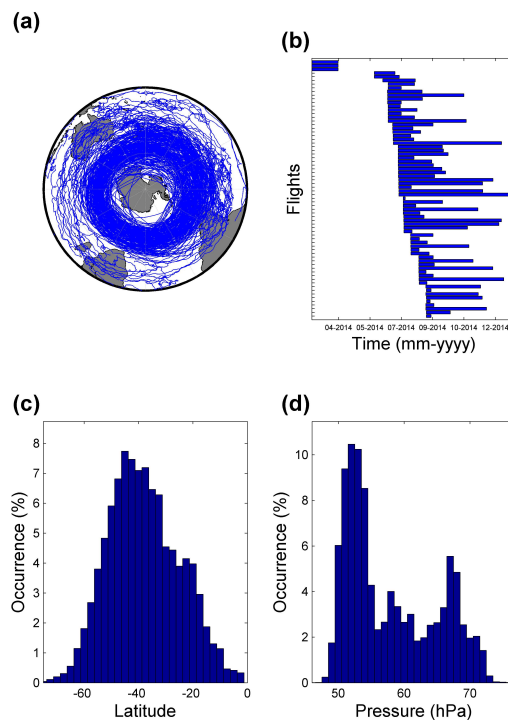 (a)
(b)
Flights
04-2014 05-2014 07-2014 09-2014 10-2014 12-2014
Time (mm-yyyy)
(c)
8
7
6
5
4
3
2
1
0
Occurrence (%)
-60 -40 -20 0
Latitude
(d)
10
8
6
4
2
0
Occurrence (%)
50 60 70
Pressure (hPa)